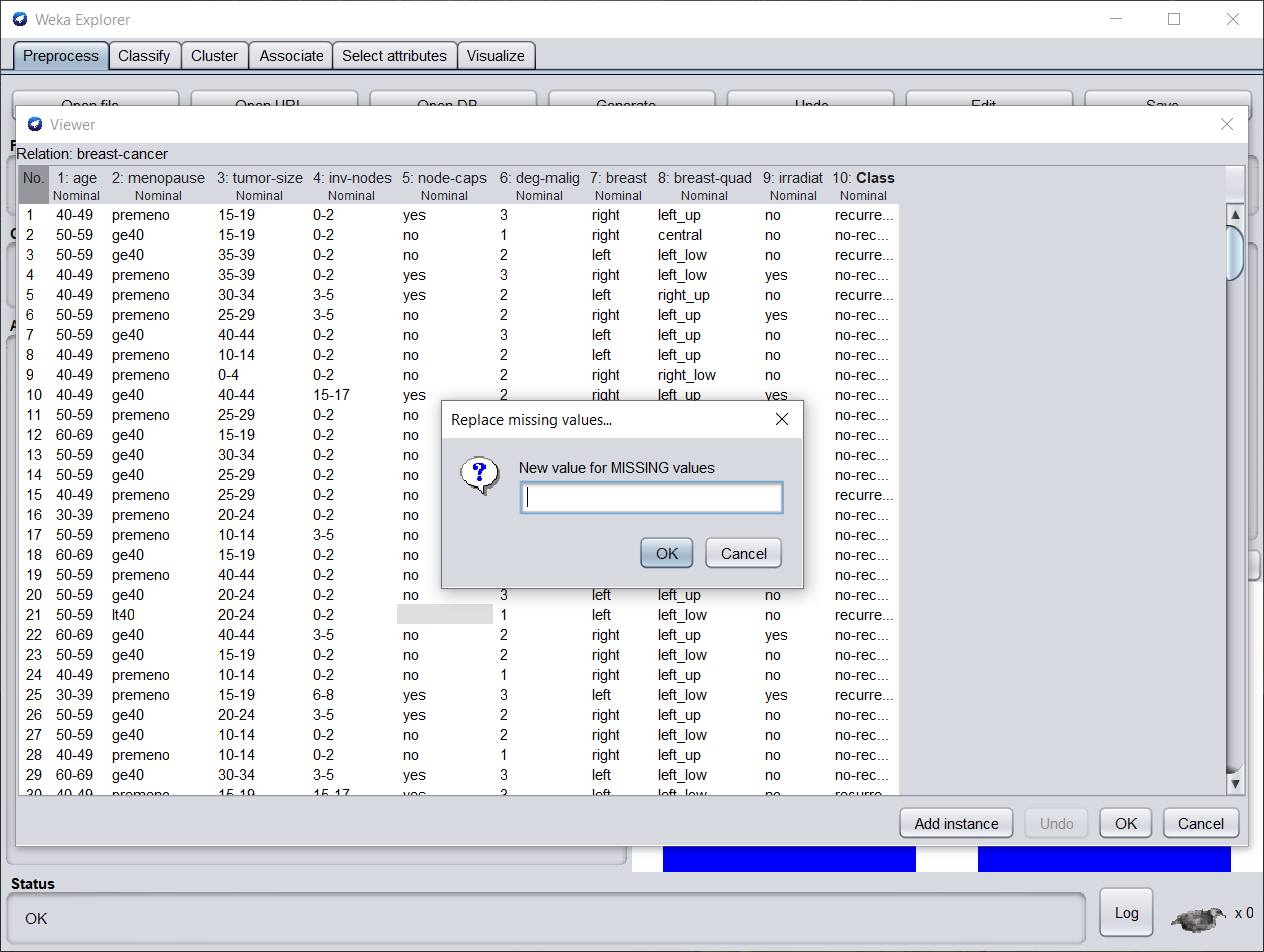 Weka Explorer
Preprocess Classify Cluster Associate Select attributes Visualize
Open file... Open URL... Open DB... Generate... Undo Edit... Save...
Viewer
Relation: breast-cancer
No. 1: age 2: menopause 3: tumor-size 4: inv-nodes 5: node-caps 6: deg-malig 7: breast 8: breast-quad 9: irradiat 10: Class
Nominal Nominal Nominal Nominal Nominal Nominal Nominal Nominal Nominal Nominal
1 40-49 premeno 15-19 0-2 yes 3 right left_up no recurre...
2 50-59 ge40 15-19 0-2 no 1 right central no no-rec...
3 50-59 ge40 35-39 0-2 no 2 left left_low no recurre...
4 40-49 premeno 35-39 0-2 yes 3 right left_low yes no-rec...
5 40-49 premeno 30-34 3-5 yes 2 left right_up no recurre...
6 50-59 premeno 25-29 3-5 no 2 right left_up yes no-rec...
7 50-59 ge40 40-44 0-2 no 3 left left_up no no-rec...
8 40-49 premeno 10-14 0-2 no 2 left left_up no no-rec...
9 40-49 premeno 0-4 0-2 no 2 right right_low no no-rec...
10 40-49 ge40 40-44 15-17 yes 2 right left_up yes no-rec...
11 50-59 premeno 25-29 0-2 no no-rec...
12 60-69 ge40 15-19 0-2 no no-rec...
13 50-59 ge40 30-34 0-2 no no-rec...
14 50-59 ge40 25-29 0-2 no no-rec...
15 40-49 premeno 25-29 0-2 no recurre...
16 30-39 premeno 20-24 0-2 no no-rec...
17 50-59 premeno 10-14 3-5 no no-rec...
18 60-69 ge40 15-19 0-2 no no-rec...
19 50-59 premeno 40-44 0-2 no no-rec...
20 50-59 ge40 20-24 0-2 no 3 left left_up no no-rec...
21 50-59 lt40 20-24 0-2 1 left left_low no recurre...
22 60-69 ge40 40-44 3-5 no 2 right left_up yes no-rec...
23 50-59 ge40 15-19 0-2 no 2 right left_low no no-rec...
24 40-49 premeno 10-14 0-2 no 1 right left_up no no-rec...
25 30-39 premeno 15-19 6-8 yes 3 left left_low yes recurre...
26 50-59 ge40 20-24 3-5 yes 2 right left_up no no-rec...
27 50-59 ge40 10-14 0-2 no 2 right left_low no no-rec...
28 40-49 premeno 10-14 0-2 no 1 right left_up no no-rec...
29 60-69 ge40 30-34 3-5 yes 3 left left_low no no-rec...
30 40-49 premeno 15-19 15-17 yes 3 left left_low no recurre...
Replace missing values...
New value for MISSING values
OK Cancel
Add instance Undo OK Cancel
Status
OK
Log x 0